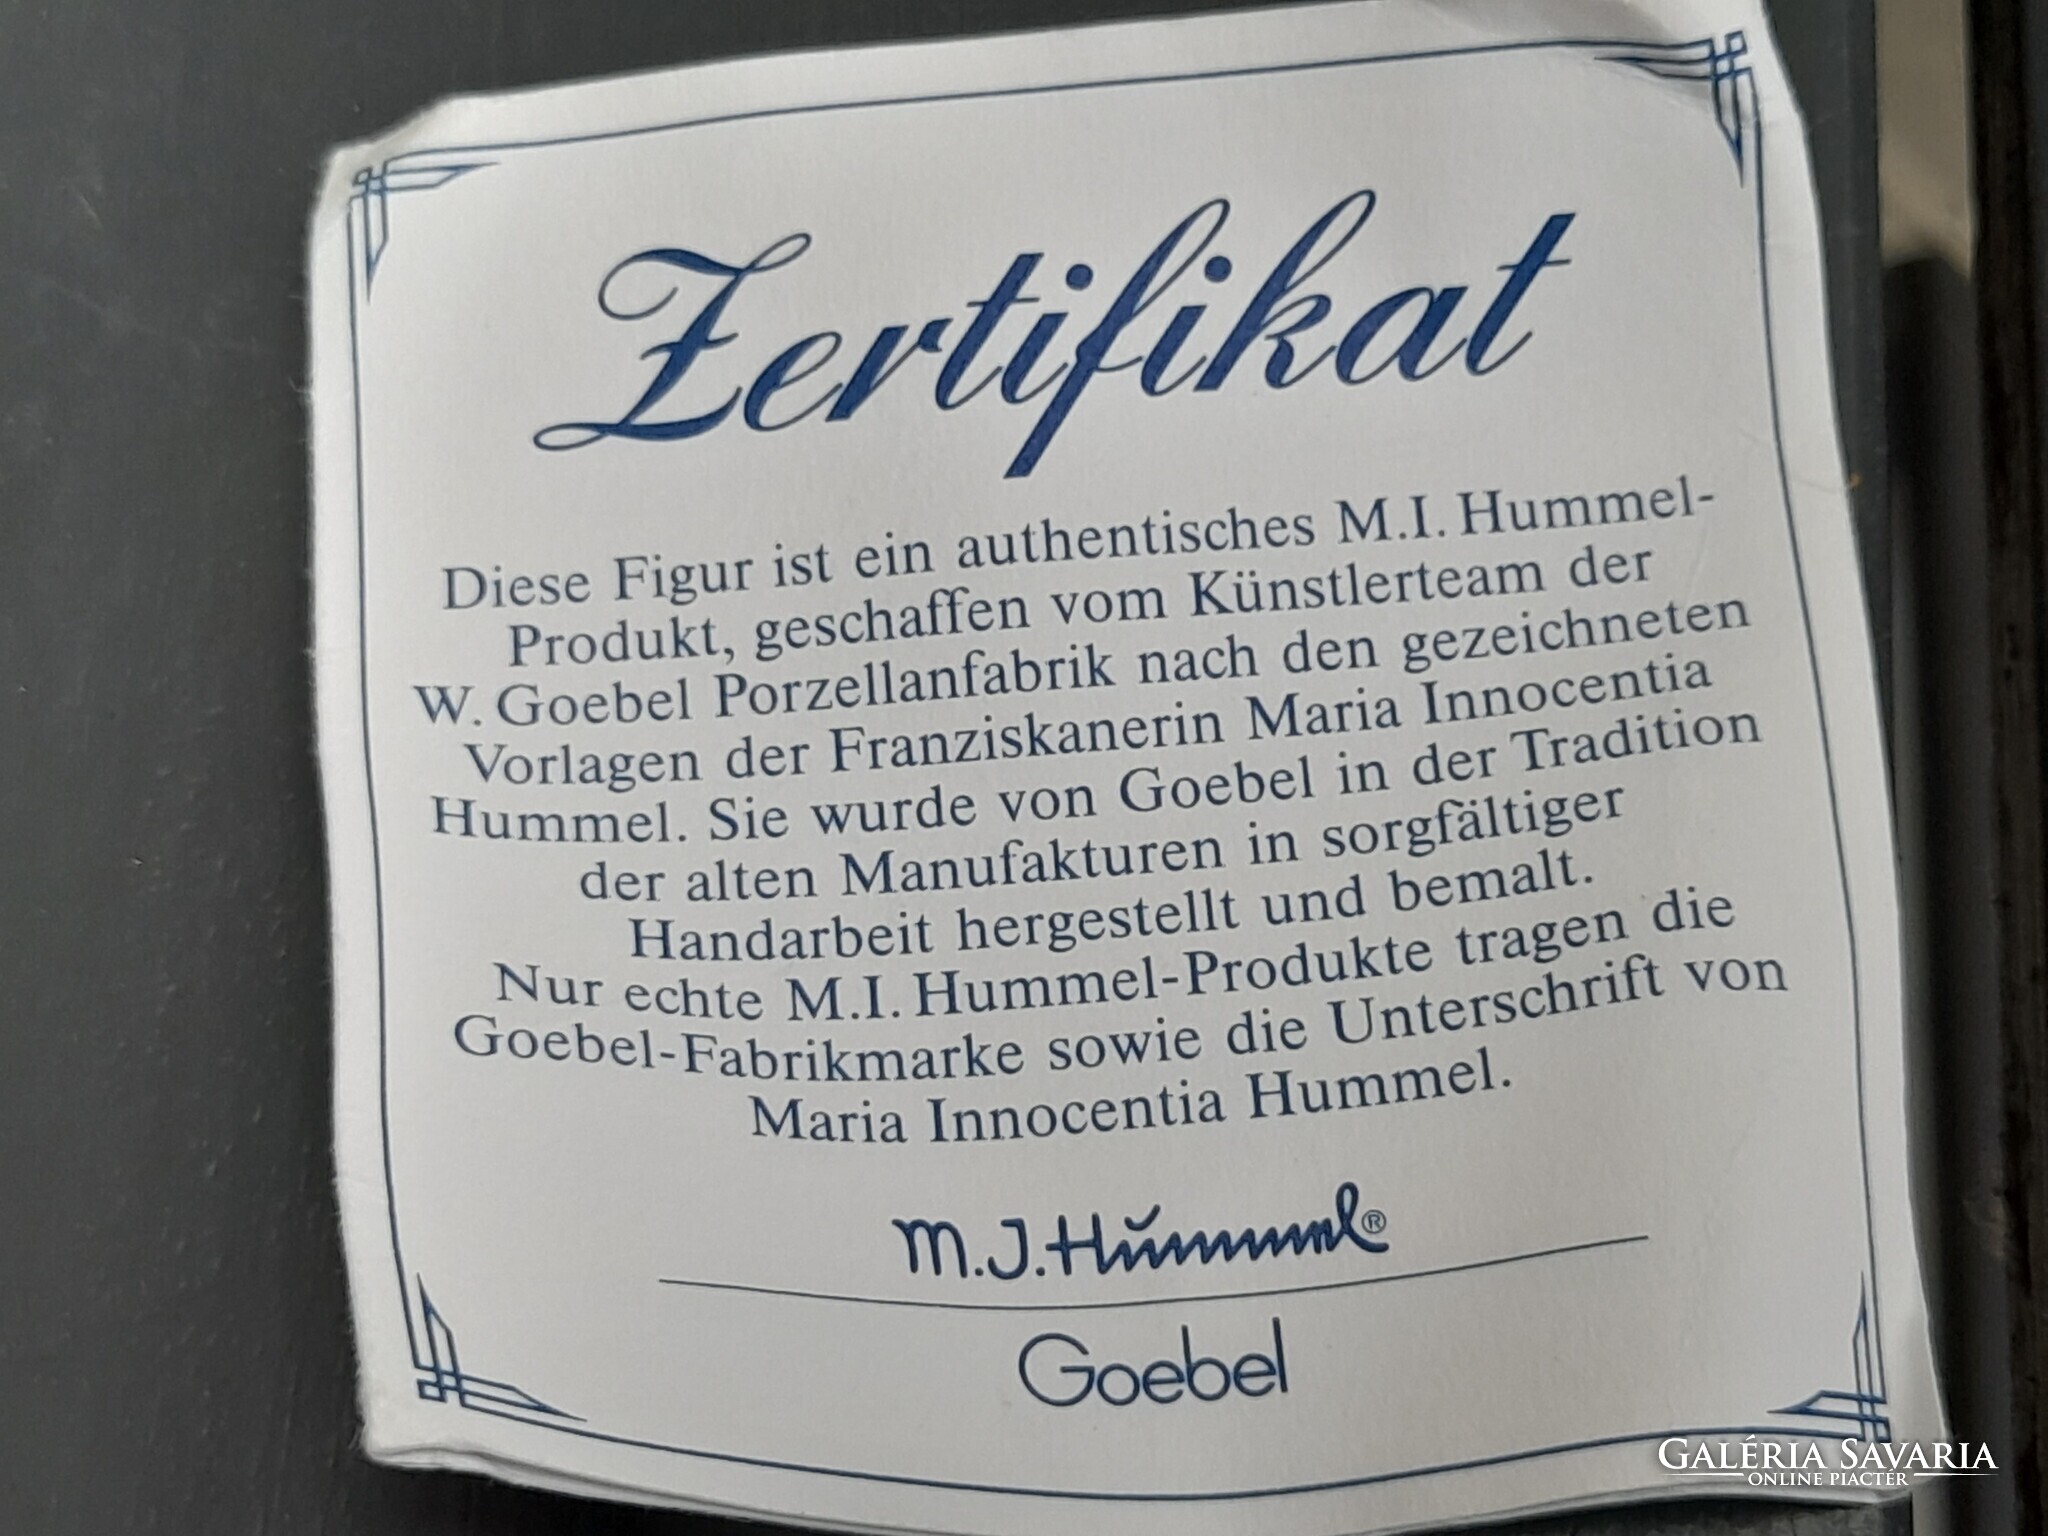 Zertifikat
Diese Figur ist ein authentisches M.I. Hummel-
Produkt, geschaffen vom Künstlerteam der
W. Goebel Porzellanfabrik nach den gezeichneten
Vorlagen der Franziskanerin Maria Innocentia
Hummel. Sie wurde von Goebel in der Tradition
der alten Manufakturen in sorgfältiger
Handarbeit hergestellt und bemalt.
Nur echte M.I. Hummel-Produkte tragen die
Goebel-Fabrikmarke sowie die Unterschrift von
Maria Innocentia Hummel.
M.J. Hummel®
Goebel
GALÉRIA SAVARIA
ONLINE PIACTÉR